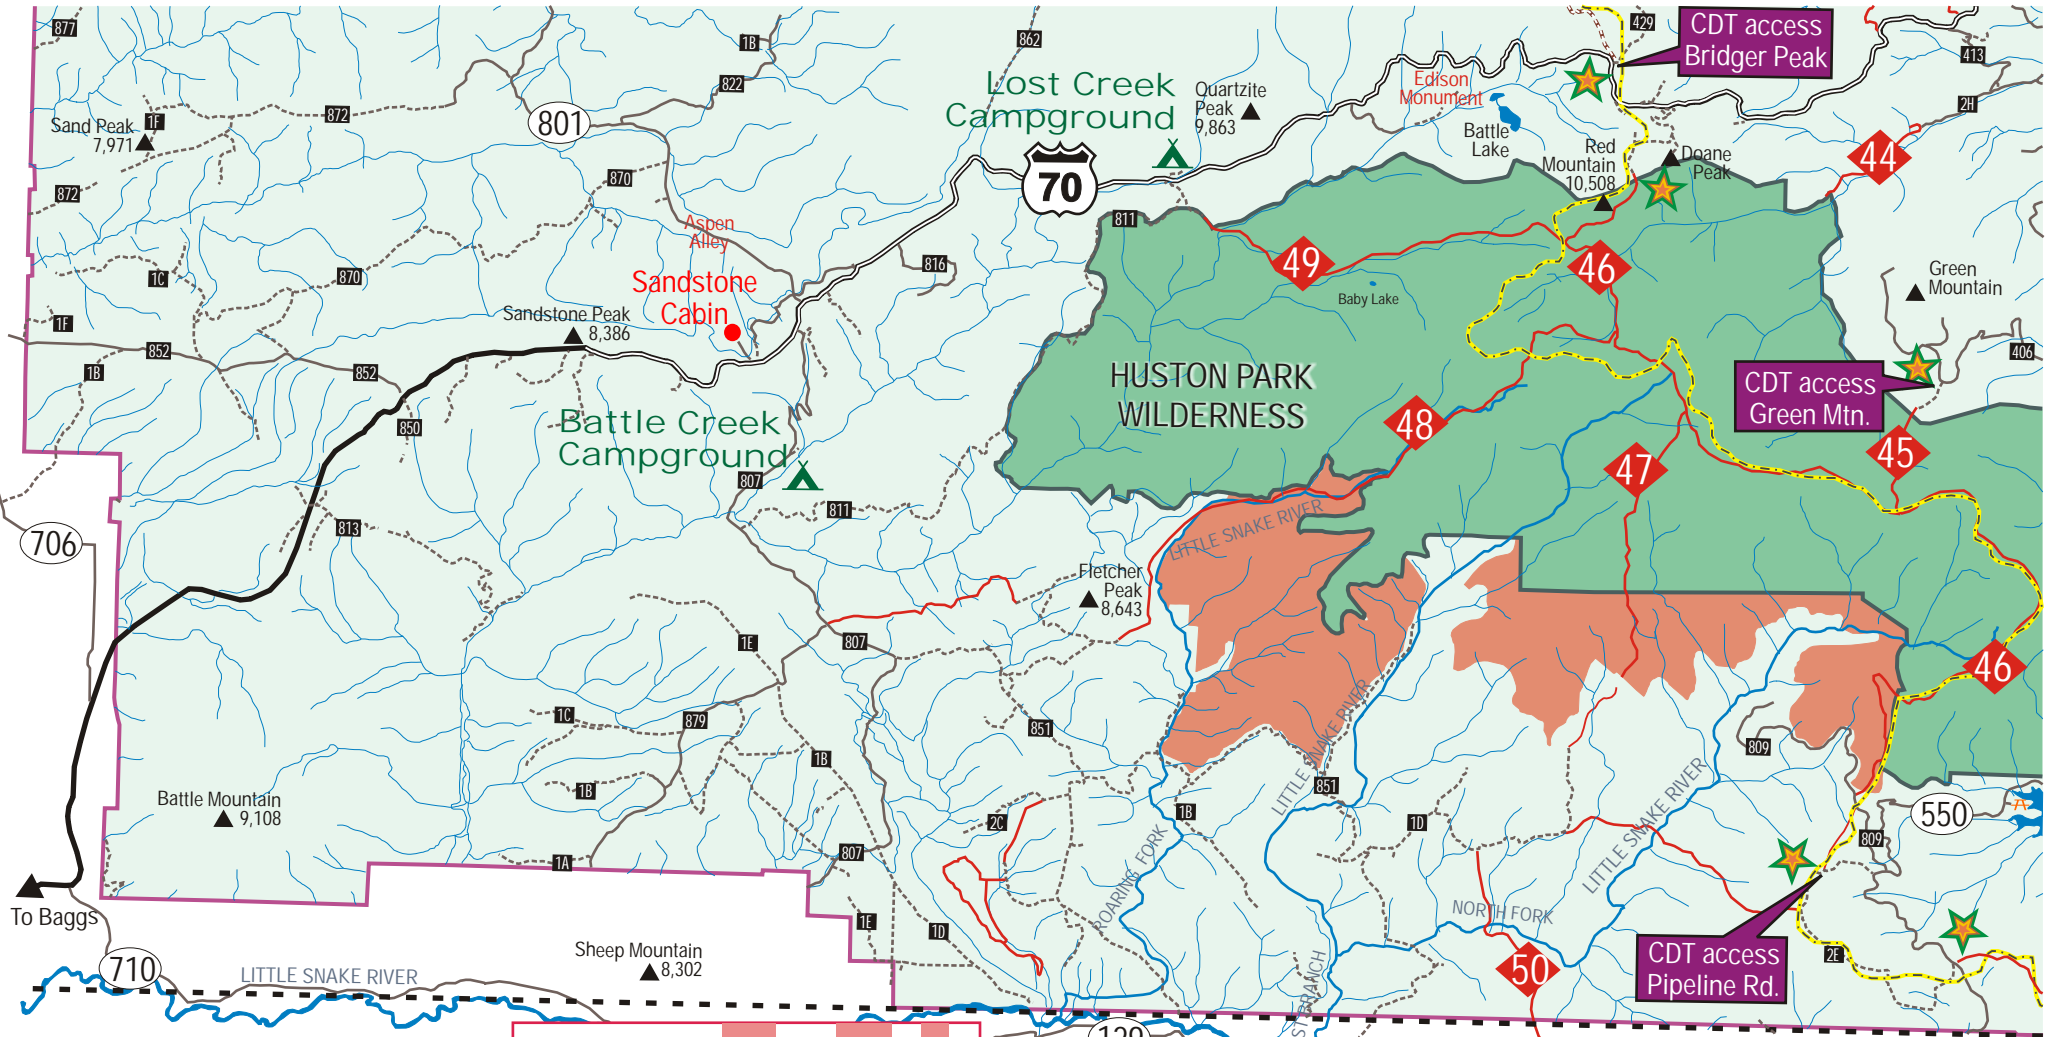 877
1B
862
429
CDT access
Bridger Peak
413
822
Lost Creek
Campground
Quartzite
Peak
9,863
Edison
Monument
2H
872
1F
Sand Peak
7,971
801
Battle
Lake
Red
Mountain
10,508
Doane
Peak
44
870
872
70
811
Aspen
Alley
49
46
816
1C
870
Sandstone
Cabin
Baby Lake
Green
Mountain
1F
Sandstone Peak
8,386
852
852
1B
406
HUSTON PARK
WILDERNESS
CDT access
Green Mtn.
850
Battle Creek
Campground
48
45
47
807
811
813
706
LITTLE SNAKE RIVER
Fletcher
Peak
8,643
1E
807
46
1C
879
851
LITTLE SNAKE RIVER
809
1B
1B
851
LITTLE SNAKE RIVER
Battle Mountain
9,108
2C
1B
1D
550
809
807
1A
ROARING FORK
To Baggs
1E
1D
NORTH FORK
CDT access
Pipeline Rd.
2E
Sheep Mountain
8,302
710
LITTLE SNAKE RIVER
50
BRANCH